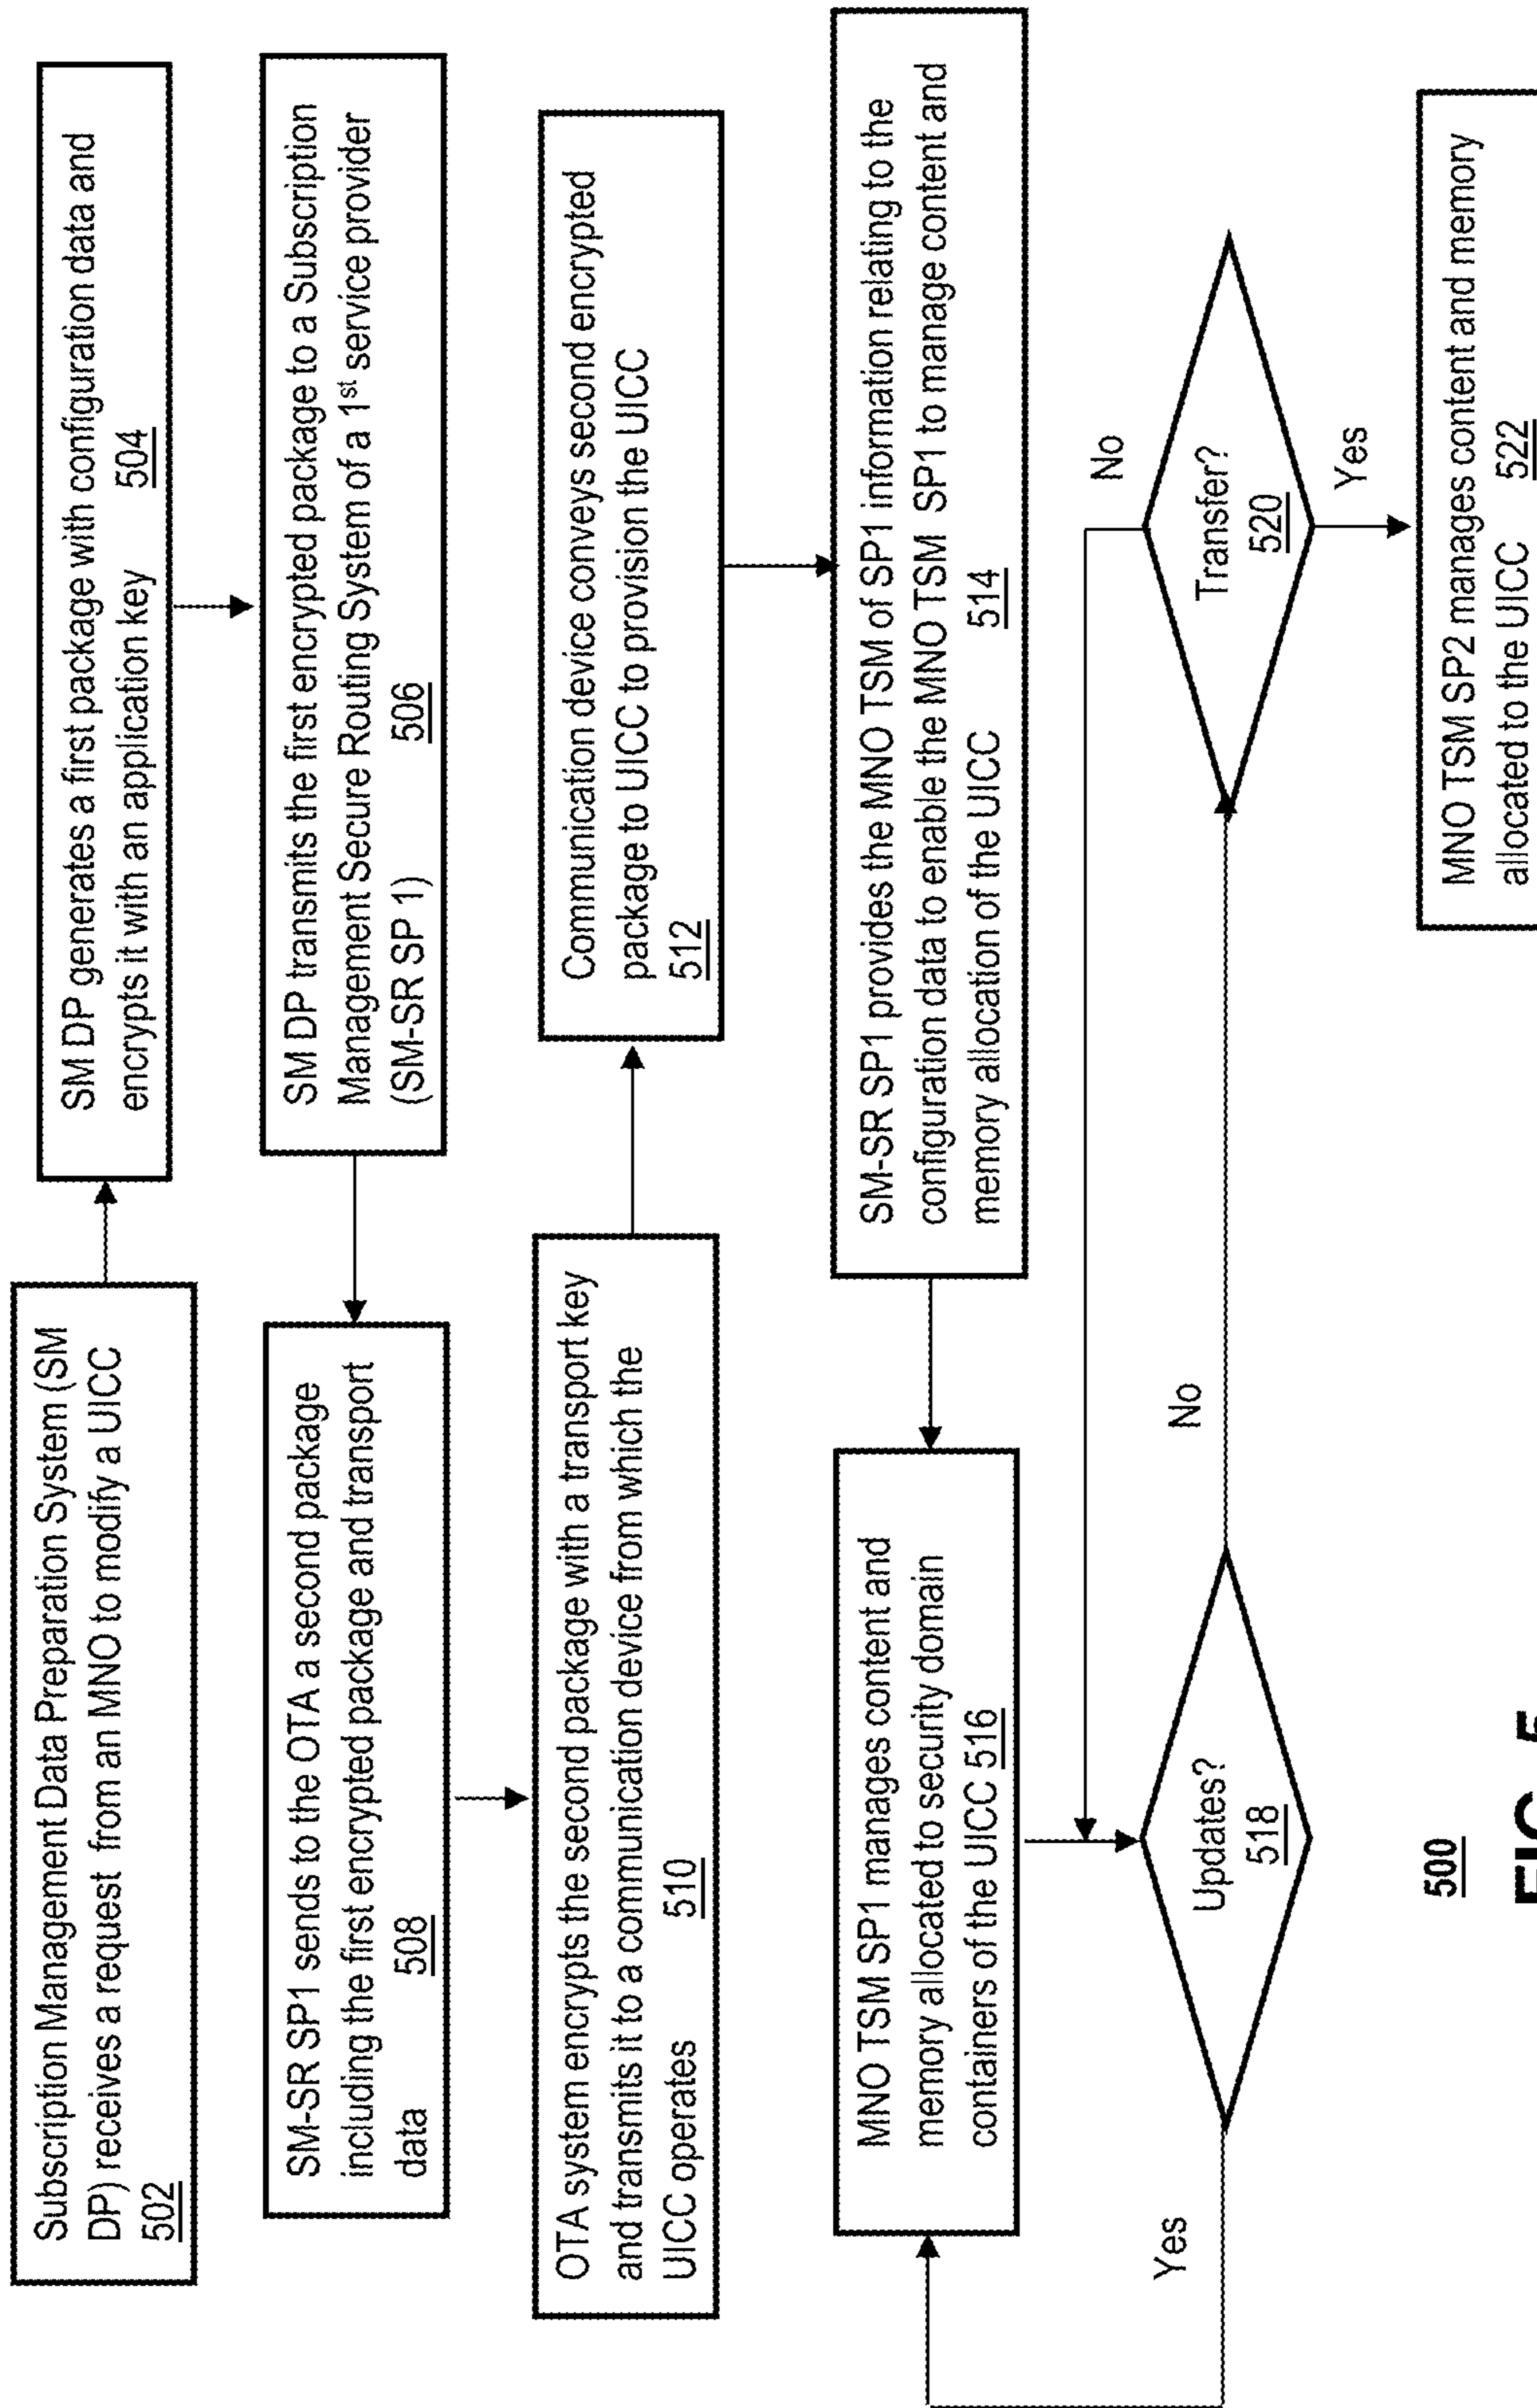 Subscription Management Data Preparation System (SM
DP) receives a request from an MNO to modify a UICC
502
SM DP generates a first package with configuration data and
encrypts it with an application key 504
SM DP transmits the first encrypted package to a Subscription
Management Secure Routing System of a 1st service provider
(SM-SR SP 1) 506
SM-SR SP1 sends to the OTA a second package
including the first encrypted package and transport
data 508
OTA system encrypts the second package with a transport key
and transmits it to a communication device from which the
UICC operates 510
Communication device conveys second encrypted
package to UICC to provision the UICC
512
SM-SR SP1 provides the MNO TSM of SP1 information relating to the
configuration data to enable the MNO TSM SP1 to manage content and
memory allocation of the UICC 514
MNO TSM SP1 manages content and
memory allocated to security domain
containers of the UICC 516
Updates?
518
Yes
No
Transfer?
520
No
Yes
MNO TSM SP2 manages content and memory
allocated to the UICC 522
500
FIG. 5